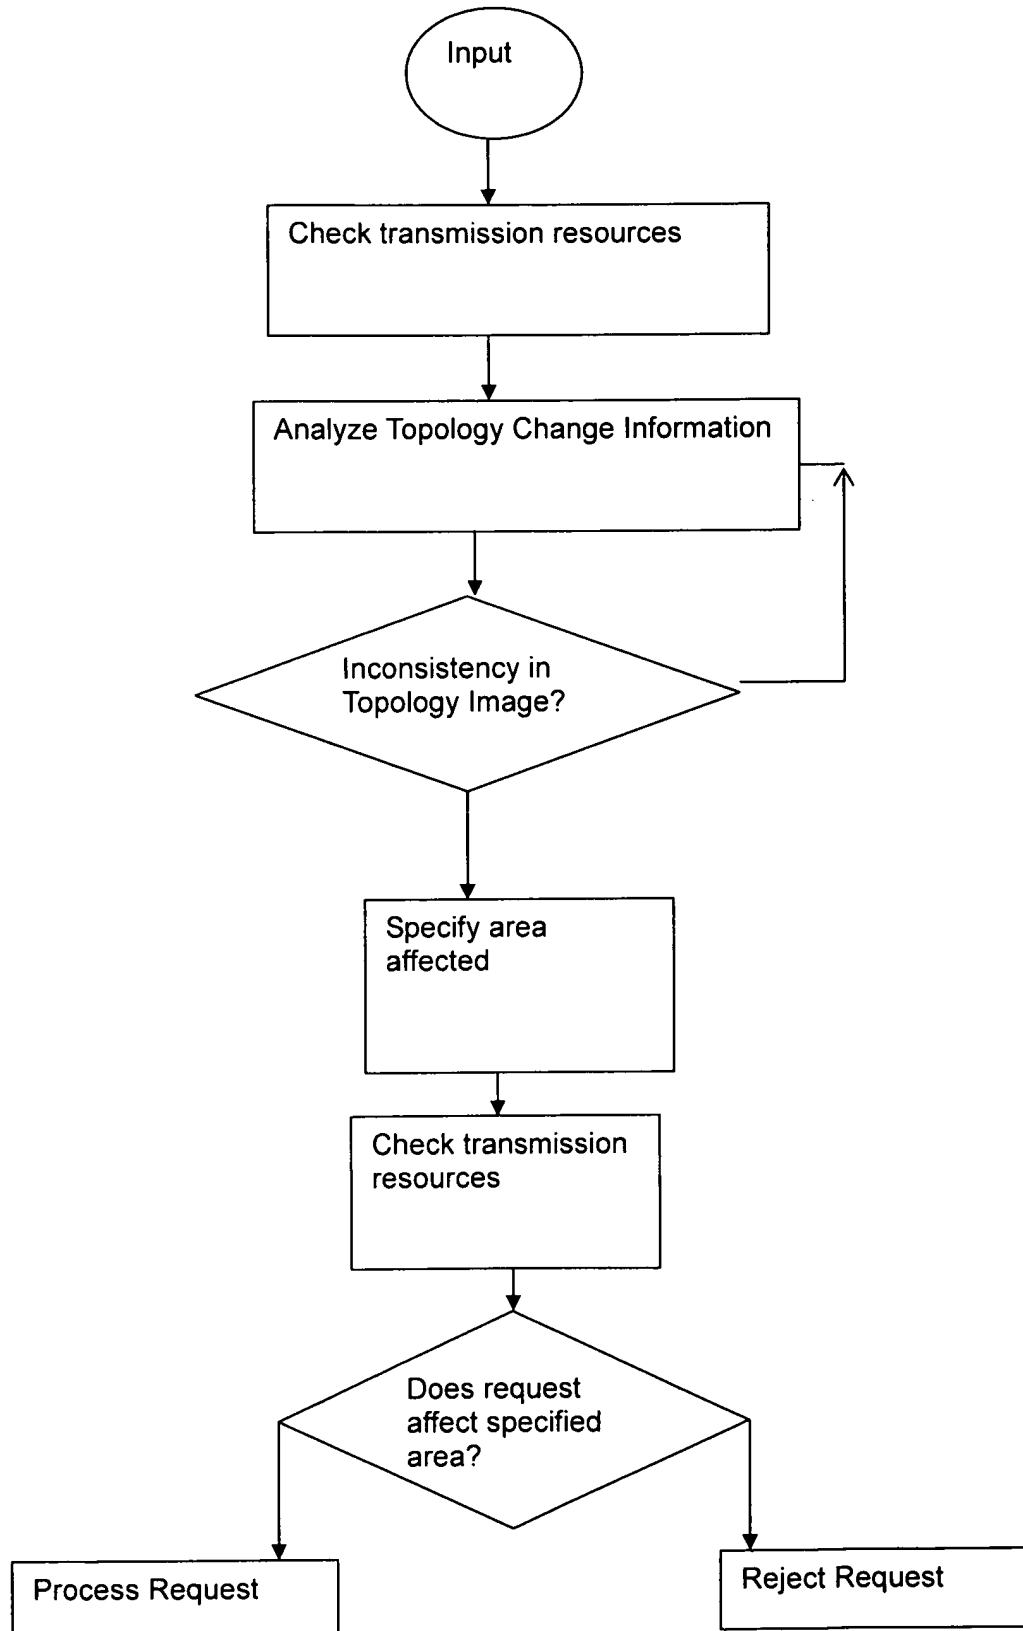 Input
Check transmission resources
Analyze Topology Change Information
Inconsistency in
Topology Image?
Specify area
affected
Check transmission
resources
Does request
affect specified
area?
Process Request
Reject Request